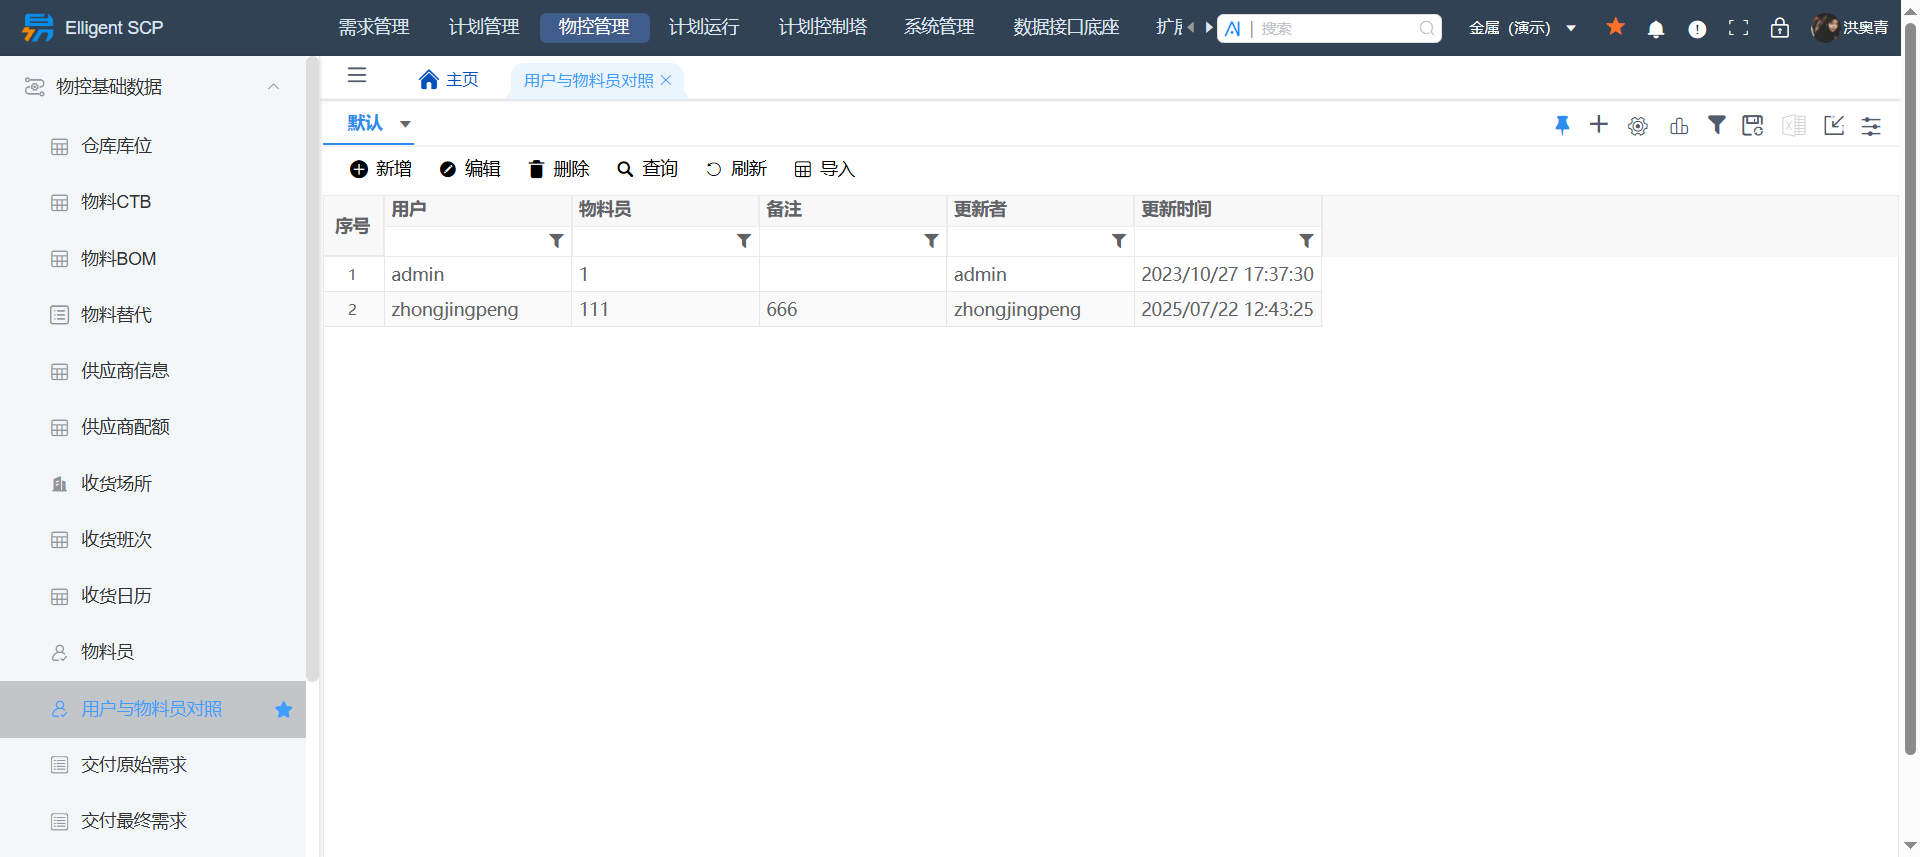 Elligent SCP
需求管理 计划管理 物控管理 计划运行 计划控制塔 系统管理 数据接口底座
AI | 搜索
金属（演示）
洪奥青
物控基础数据
仓库库位
物料CTB
物料BOM
物料替代
供应商信息
供应商配额
收货场所
收货班次
收货日历
物料员
用户与物料员对照
交付原始需求
交付最终需求
主页 用户与物料员对照
默认
新增 编辑 删除 查询 刷新 导入
序号 用户 物料员 备注 更新者 更新时间
1 admin 1 admin 2023/10/27 17:37:30
2 zhongjingpeng 111 666 zhongjingpeng 2025/07/22 12:43:25